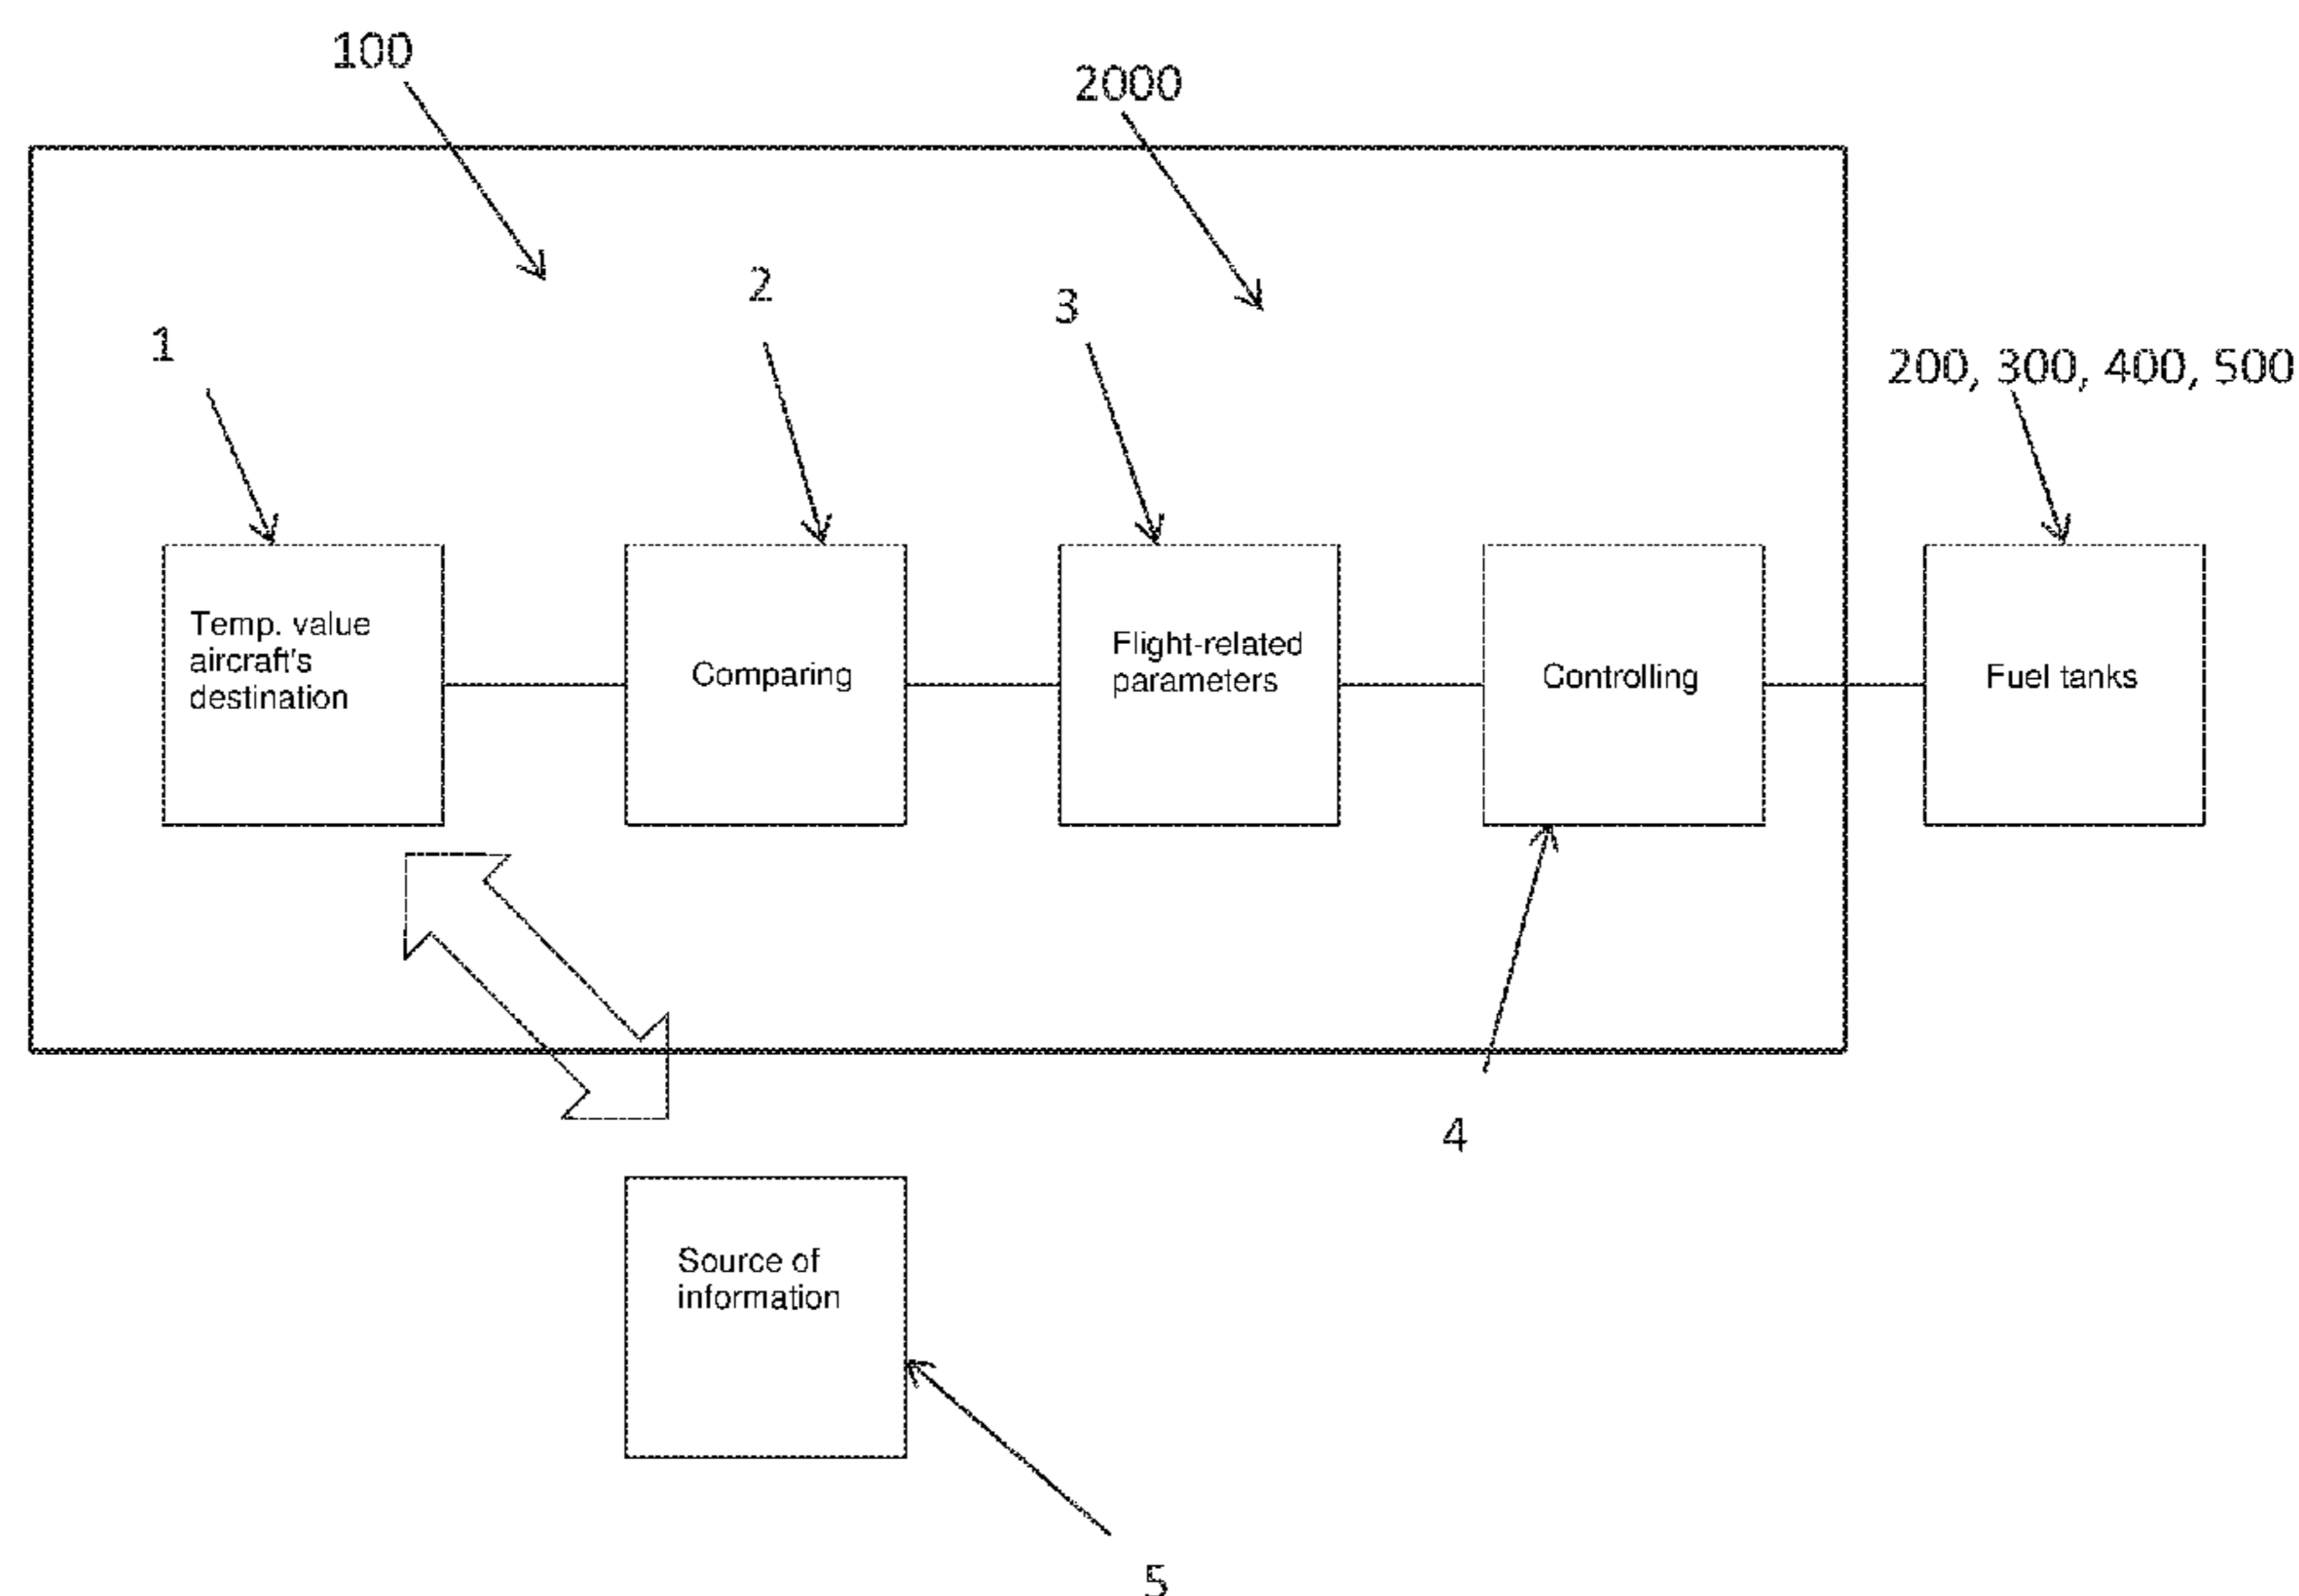 100
2000
2
3
1
200, 300, 400, 500
Temp. value
aircraft's
destination
Comparing
Flight-related
parameters
Controlling
Fuel tanks
4
Source of
information
5